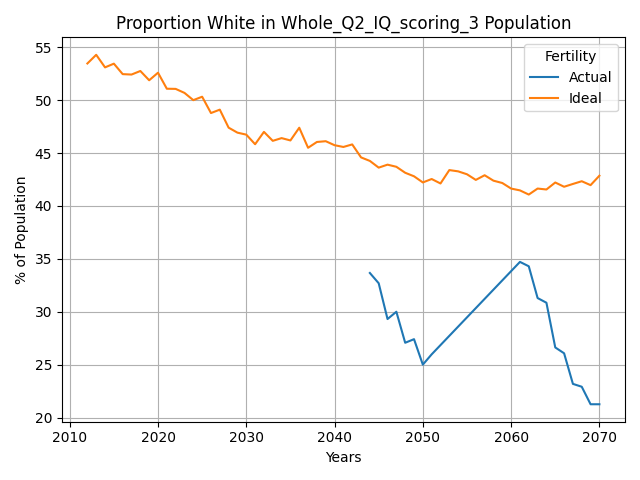 Proportion White in Whole_Q2_IQ_scoring_3 Population
Fertility
Actual
Ideal
% of Population
55
50
45
40
35
30
25
20
2010
2020
2030
2040
2050
2060
2070
Years